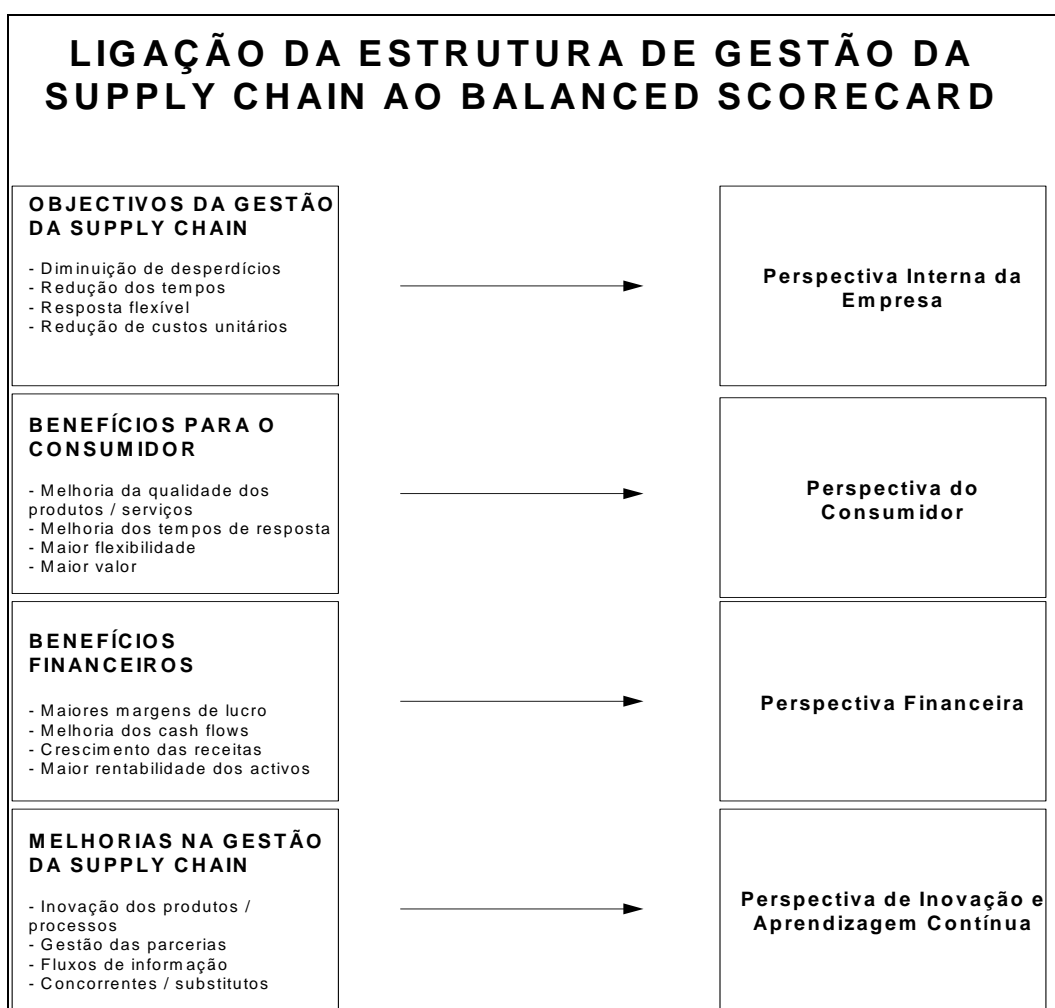 LIGAÇÃO DA ESTRUTURA DE GESTÃO DA
SUPPLY CHAIN AO BALANCED SCORECARD
OBJECTIVOS DA GESTÃO
DA SUPPLY CHAIN
- Diminuição de desperdícios
- Redução dos tempos
- Resposta flexível
- Redução de custos unitários
Perspectiva Interna da
Empresa
BENEFÍCIOS PARA O
CONSUMIDOR
- Melhoria da qualidade dos
produtos / serviços
- Melhoria dos tempos de resposta
- Maior flexibilidade
- Maior valor
Perspectiva do
Consumidor
BENEFÍCIOS
FINANCEIROS
- Maiores margens de lucro
- Melhoria dos cash flows
- Crescimento das receitas
- Maior rentabilidade dos activos
Perspectiva Financeira
MELHORIAS NA GESTÃO
DA SUPPLY CHAIN
- Inovação dos produtos /
processos
- Gestão das parcerias
- Fluxos de informação
- Concorrentes / substitutos
Perspectiva de Inovação e
Aprendizagem Contínua